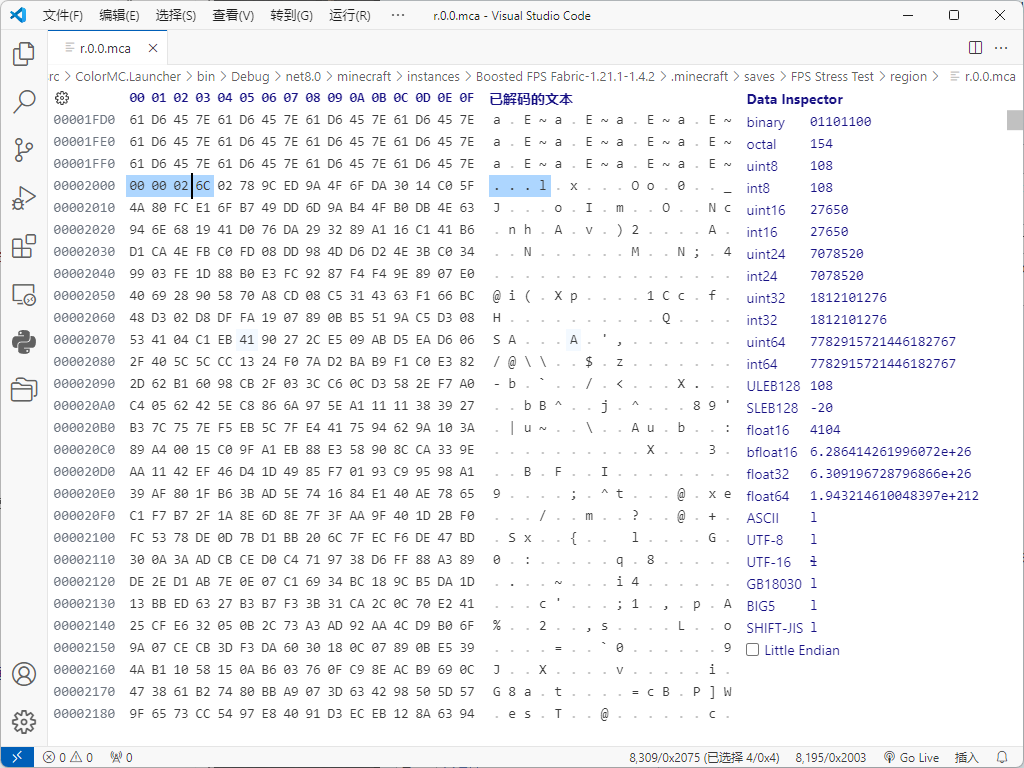 文件(F) 编辑(E) 选择(S) 查看(V) 转到(G) 运行(R) ··· r.0.0.mca - Visual Studio Code
r.0.0.mca
rc > ColorMC.Launcher > bin > Debug > net8.0 > minecraft > instances > Boosted FPS Fabric-1.21.1-1.4.2 > .minecraft > saves > FPS Stress Test > region > r.0.0.mca
00 01 02 03 04 05 06 07 08 09 0A 0B 0C 0D 0E 0F 已解码的文本 Data Inspector
00001FD0 61 D6 45 7E 61 D6 45 7E 61 D6 45 7E 61 D6 45 7E a . E ~ a . E ~ a . E ~ a . E ~ binary 01101100
00001FE0 61 D6 45 7E 61 D6 45 7E 61 D6 45 7E 61 D6 45 7E a . E ~ a . E ~ a . E ~ a . E ~ octal 154
00001FF0 61 D6 45 7E 61 D6 45 7E 61 D6 45 7E 61 D6 45 7E a . E ~ a . E ~ a . E ~ a . E ~ uint8 108
00002000 00 00 02 6C 02 78 9C ED 9A 4F 6F DA 30 14 C0 5F . . . l . x . . . O o . 0 . . _ int8 108
00002010 4A 80 FC E1 6F B7 49 DD 6D 9A B4 4F B0 DB 4E 63 J . . . o . I . m . . O . . N c uint16 27650
00002020 94 6E 68 19 41 D0 76 DA 29 32 89 A1 16 C1 41 B6 . n h . A . v . ) 2 . . . . A . int16 27650
00002030 D1 CA 4E FB C0 FD 08 DD 98 4D D6 D2 4E 3B C0 34 . . N . . . . . . M . . N ; . 4 uint24 7078520
00002040 99 03 FE 1D 88 B0 E3 FC 92 87 F4 F4 9E 89 07 E0 . . . . . . . . . . . . . . . . int24 7078520
00002050 40 69 28 90 58 70 A8 CD 08 C5 31 43 63 F1 66 BC @ i ( . X p . . . . 1 C c . f . uint32 1812101276
00002060 48 D3 02 D8 DF FA 19 07 89 0B B5 51 9A C5 D3 08 H . . . . . . . . . . Q . . . . int32 1812101276
00002070 53 41 04 C1 EB 41 90 27 2C E5 09 AB D5 EA D6 06 S A . . . A . ' , . . . . . . . uint64 7782915721446182767
00002080 2F 40 5C 5C CC 13 24 F0 7A D2 BA B9 F1 C0 E3 82 / @ \ \ . . $ . z . . . . . . . int64 7782915721446182767
00002090 2D 62 B1 60 98 CB 2F 03 3C C6 0C D3 58 2E F7 A0 - b . ` . . / . < . . . X . . . ULEB128 108
000020A0 C4 05 62 42 5E C8 86 6A 97 5E A1 11 11 38 39 27 . . b B ^ . . j . ^ . . . 8 9 ' SLEB128 -20
000020B0 B3 7C 75 7E F5 EB 5C 7F E4 41 75 94 62 9A 10 3A . | u ~ . . \ . . A u . b . . : float16 4104
000020C0 89 A4 00 15 C0 9F A1 EB 88 E3 58 90 8C CA 33 9E . . . . . . . . . . X . . . 3 . bfloat16 6.286414261996072e+26
000020D0 AA 11 42 EF 46 D4 1D 49 85 F7 01 93 C9 95 98 A1 . . B . F . . I . . . . . . . . float32 6.309196728796866e+26
000020E0 39 AF 80 1F B6 3B AD 5E 74 16 84 E1 40 AE 78 65 9 . . . . ; . ^ t . . . @ . x e float64 1.943214610048397e+212
000020F0 C1 F7 B7 2F 1A 8E 6D 8E 7F 3F AA 9F 40 1D 2B F0 . . . / . . m . . ? . . @ . + . ASCII l
00002100 FC 53 78 DE 0D 7B D1 BB 20 6C 7F EC F6 DE 47 BD . S x . . { . . l . . . . G . UTF-8 l
00002110 30 0A 3A AD CB CE D0 C4 71 97 38 D6 FF 88 A3 89 0 . : . . . . . q . 8 . . . . . UTF-16 l
00002120 DE 2E D1 AB 7E 0E 07 C1 69 34 BC 18 9C B5 DA 1D . . . . ~ . . . i 4 . . . . . . GB18030 l
00002130 13 BB ED 63 27 B3 B7 F3 3B 31 CA 2C 0C 70 E2 41 . . . c ' . . . ; 1 . , . p . A BIG5 l
00002140 25 CF E6 32 05 0B 2C 73 A3 AD 92 AA 4C D9 B0 6F % . . 2 . . , s . . . . L . . o SHIFT-JIS l
00002150 9A 07 CE CB 3D F3 DA 60 30 18 0C 07 89 0B E5 39 . . . . = . . ` 0 . . . . . . 9 Little Endian
00002160 4A B1 10 58 15 0A B6 03 76 0F C9 8E AC B9 69 0C J . . X . . . . v . . . . . i .
00002170 47 38 61 B2 74 80 BB A9 07 3D 63 42 98 50 5D 57 G 8 a . t . . . . = c B . P ] W
00002180 9F 65 73 CC 54 97 E8 40 91 D3 EC EB 12 8A 63 94 . e s . T . . @ . . . . . . c .
0 0 0 8,309/0x2075 (已选择 4/0x4) 8,195/0x2003 Go Live 插入